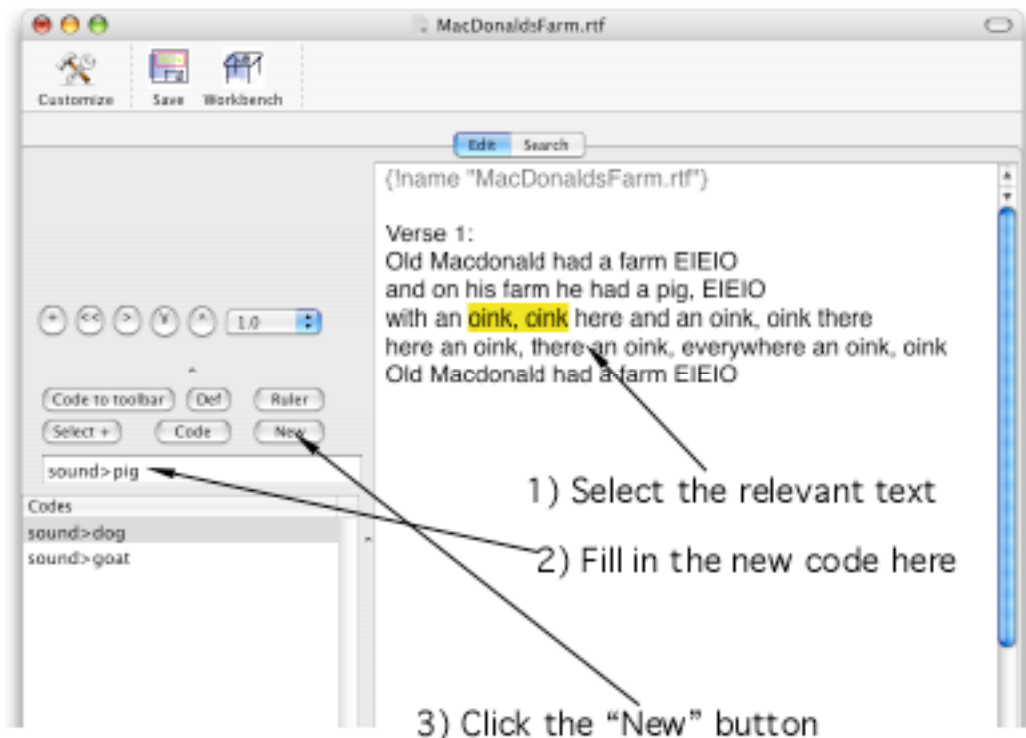 MacDonaldsFarm.rtf
Customize Save Workbench
Edit Search
{!name "MacDonaldsFarm.rtf"}
Verse 1:
Old Macdonald had a farm EIEIO
and on his farm he had a pig, EIEIO
with an oink, oink here and an oink, oink there
here an oink, there an oink, everywhere an oink, oink
Old Macdonald had a farm EIEIO
+ << > ¥ ^ 1.0
Code to toolbar Def Ruler
Select + Code New
sound>pig
Codes
sound>dog
sound>goat
1) Select the relevant text
2) Fill in the new code here
3) Click the “New” button